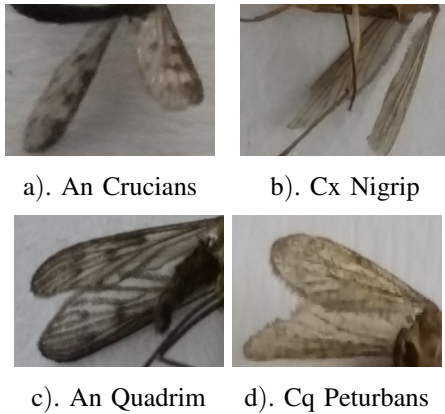 a). An Crucians
b). Cx Nigrip
c). An Quadrim
d). Cq Peturbans